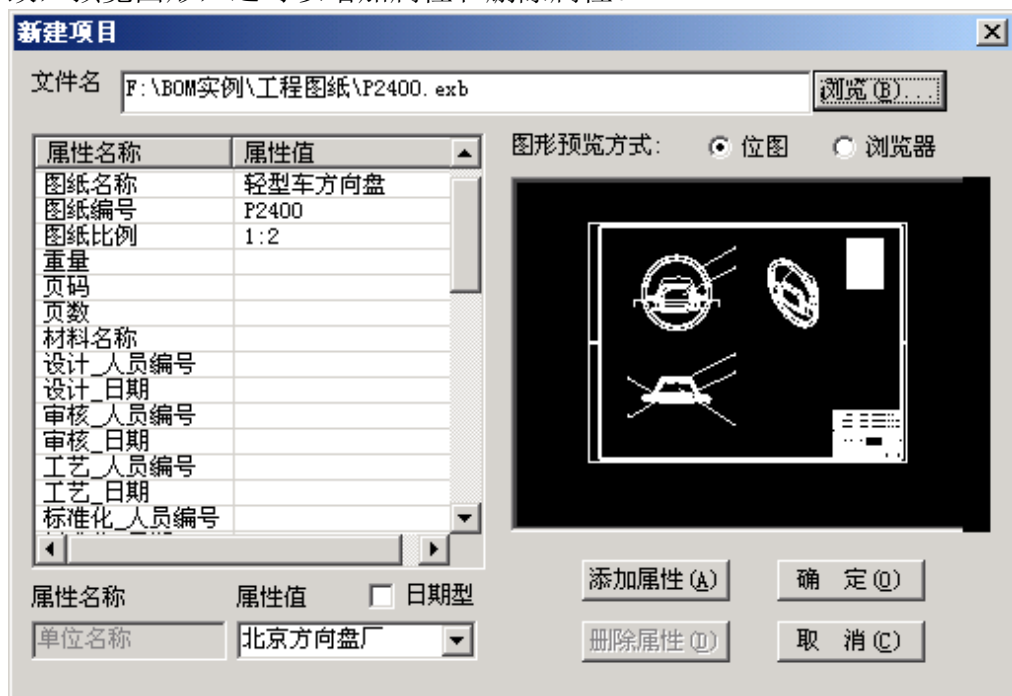 新建项目
文件名 F:\BOM实例\工程图纸\P2400.exb 浏览(B)...
属性名称 属性值
图纸名称 轻型车方向盘
图纸编号 P2400
图纸比例 1:2
重量
页码
页数
材料名称
设计_人员编号
设计_日期
审核_人员编号
审核_日期
工艺_人员编号
工艺_日期
标准化_人员编号
图形预览方式: 位图 浏览器
属性名称 属性值 日期型
单位名称 北京方向盘厂
添加属性(A) 确 定(O)
删除属性(D) 取 消(C)